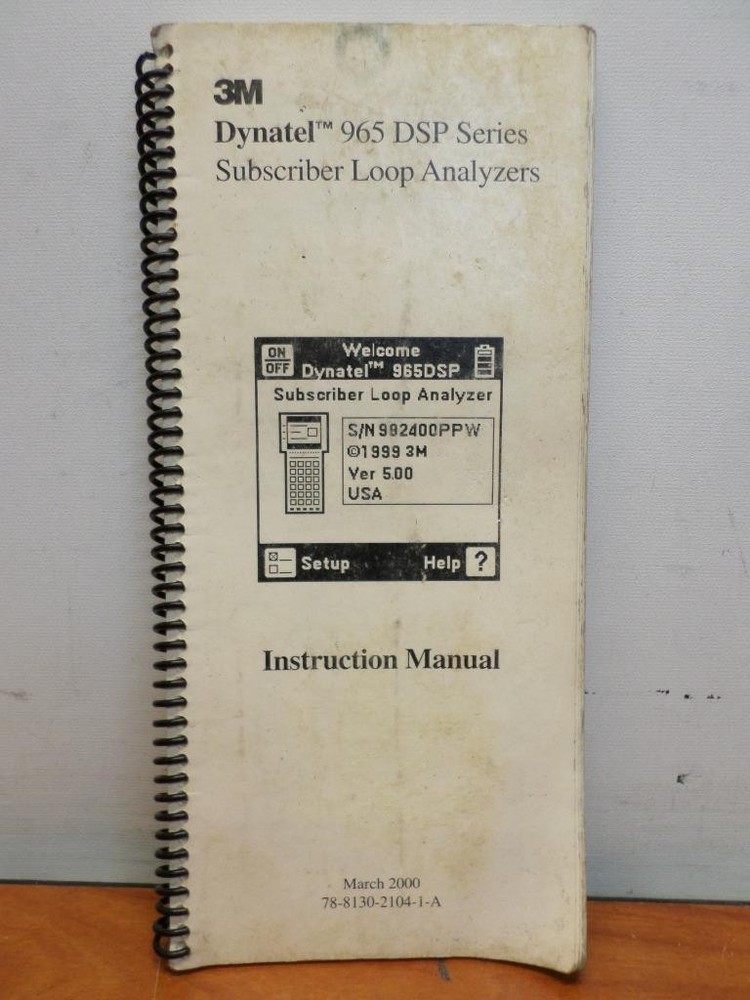 3M
Dynatel™ 965 DSP Series
Subscriber Loop Analyzers
ON
OFF
Welcome
Dynatel™ 965DSP
Subscriber Loop Analyzer
S/N 992400PPW
©1999 3M
Ver 5.00
USA
Setup
Help ?
Instruction Manual
March 2000
78-8130-2104-1-A